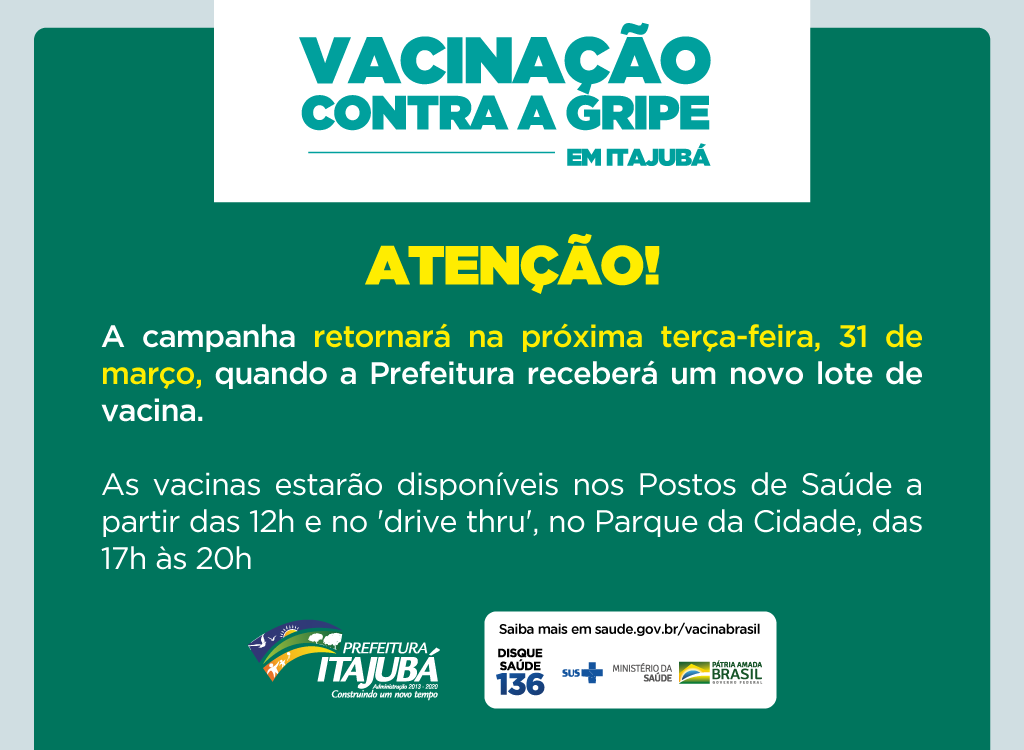 VACINAÇÃO
CONTRA A GRIPE
EM ITAJUBÁ
ATENÇÃO!
A campanha retornará na próxima terça-feira, 31 de
março, quando a Prefeitura receberá um novo lote de
vacina.
As vacinas estarão disponíveis nos Postos de Saúde a
partir das 12h e no 'drive thru', no Parque da Cidade, das
17h às 20h
PREFEITURA
ITAJUBÁ
Administração 2013 - 2020
Construindo um novo tempo
Saiba mais em saude.gov.br/vacinabrasil
DISQUE
SAÚDE
136
SUS
MINISTÉRIO DA
SAÚDE
PÁTRIA AMADA
BRASIL
GOVERNO FEDERAL